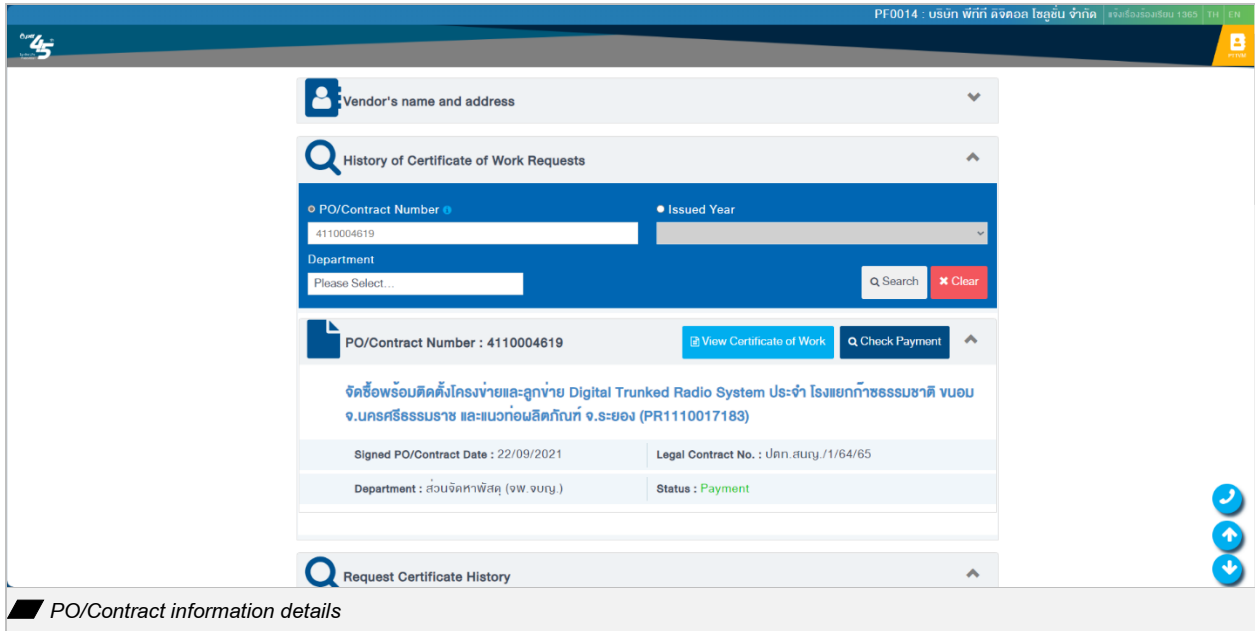 PF0014 : บริษัท พีทีที ดิจิตอล โซลูชั่น จำกัด แจ้งเรื่องร้องเรียน 1365 TH EN
45
PTTVM
Vendor's name and address
History of Certificate of Work Requests
PO/Contract Number
Issued Year
4110004619
Department
Please Select...
Search
Clear
PO/Contract Number : 4110004619
View Certificate of Work
Check Payment
จัดซื้อพร้อมติดตั้งโครงข่ายและลูกข่าย Digital Trunked Radio System ประจำ โรงแยกก๊าซธรรมชาติ ขนอม
จ.นครศรีธรรมราช และแนวท่อผลิตภัณฑ์ จ.ระยอง (PR1110017183)
Signed PO/Contract Date : 22/09/2021
Legal Contract No. : ปตท.สนญ./1/64/65
Department : ส่วนจัดหาพัสดุ (จพ.จบญ.)
Status : Payment
Request Certificate History
PO/Contract information details